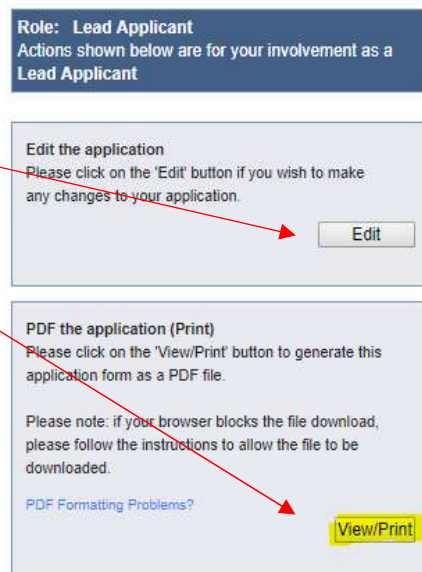 Role: Lead Applicant
Actions shown below are for your involvement as a
Lead Applicant
Edit the application
Please click on the 'Edit' button if you wish to make
any changes to your application.
Edit
PDF the application (Print)
Please click on the 'View/Print' button to generate this
application form as a PDF file.
Please note: if your browser blocks the file download,
please follow the instructions to allow the file to be
downloaded.
PDF Formatting Problems?
View/Print